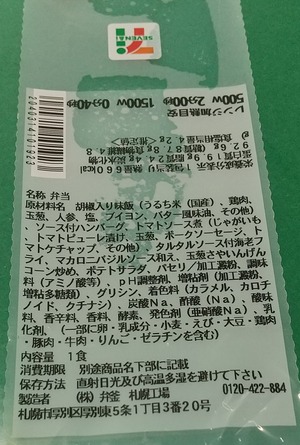 7i
SEVEN&i
レンジ加熱目安
500W 2分00秒
1500W 0分40秒
栄養成分表示 1包装当り 熱量660kcal
蛋白質19.9g 脂質24.4g 炭水化物
92.6g (糖質87.8g 食物繊維4.8g
) 食塩相当量4.2g <推定値>
名称 弁当
原材料名 胡椒入り味飯(うるち米(国産)、鶏肉、
玉葱、人参、塩、ブイヨン、バター風味油、その他)
、ソース付ハンバーグ、トマトソース煮(じゃがいも
、トマトピューレ漬け、玉葱、ポークソーセージ、ト
マトケチャップ、その他)、タルタルソース付海老フ
ライ、マカロニバジルソース和え、玉葱さやいんげん
コーン炒め、ポテトサラダ、パセリ/加工澱粉、調味
料(アミノ酸等)、PH調整剤、増粘剤(加工澱粉、
増粘多糖類)、グリシン、着色料(カラメル、カロチ
ノイド、クチナシ)、炭酸Na、酢酸(Na)、酸味
料、香辛料、香料、酵素、発色剤(亜硝酸Na)、乳
化剤、(一部に卵・乳成分・小麦・えび・大豆・鶏肉
・豚肉・牛肉・りんご・ゼラチンを含む)
内容量 1食
消費期限 別途商品名下部に記載
保存方法 直射日光及び高温多湿を避けて下さい
製造者 (株)弁釜 札幌工場 0120-422-884
札幌市厚別区厚別東5条1丁目3番20号